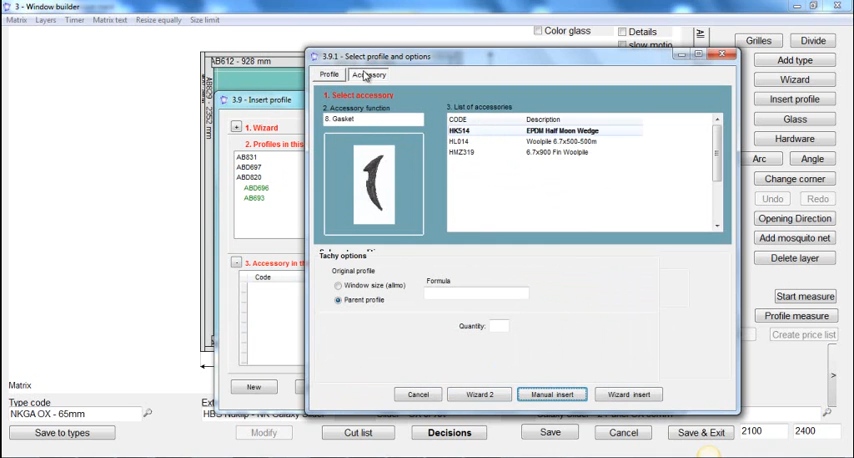 3 - Window builder
Matrix Layers Timer Matrix text Resize equally Size limit
Color glass
Details
slow motio
Grilles Divide
Add type
Wizard
Insert profile
Glass
Hardware
Arc Angle
Change corner
Undo Redo
Opening Direction
Add mosquito net
Delete layer
Start measure
Profile measure
Create price list
>
AB612 - 928 mm
3.9 - Insert profile
+ 1. Wizard
2. Profiles in this
AB831
ABD697
ABD820
ABD696
AB693
- 3. Accessory in th
Code
New
3.9.1 - Select profile and options
Profile Accessory
1. Select accessory
2. Accessory function
8. Gasket
3. List of accessories
CODE Description
HK514 EPDM Half Moon Wedge
HL014 Woolpile 6.7x500-500m
HMZ319 6.7x900 Fin Woolpile
Tachy options
Original profile
Window size (almo)
Parent profile
Formula
Quantity:
Cancel Wizard 2 Manual insert Wizard insert
Matrix
Type code
NKGA OX - 65mm
Save to types Modify Cut list Decisions Save Cancel Save & Exit 2100 2400